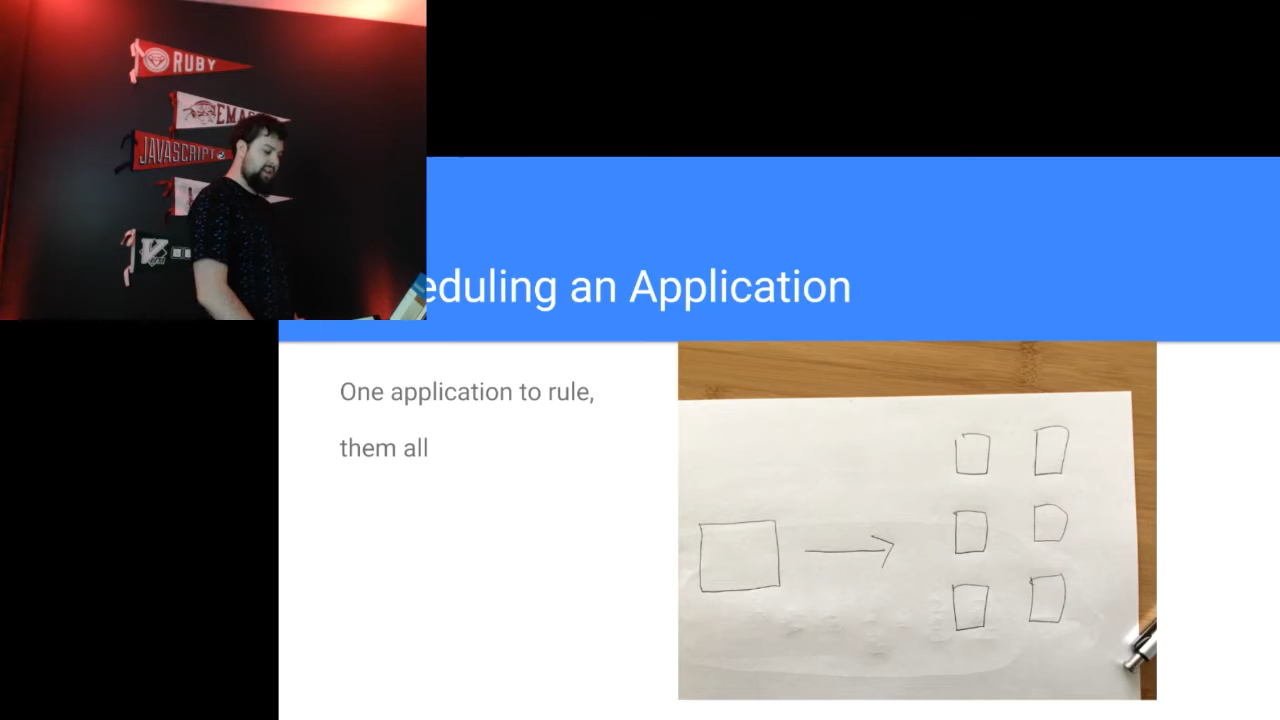 RUBY
JAVASCRIPT
eduling an Application
One application to rule,
them all